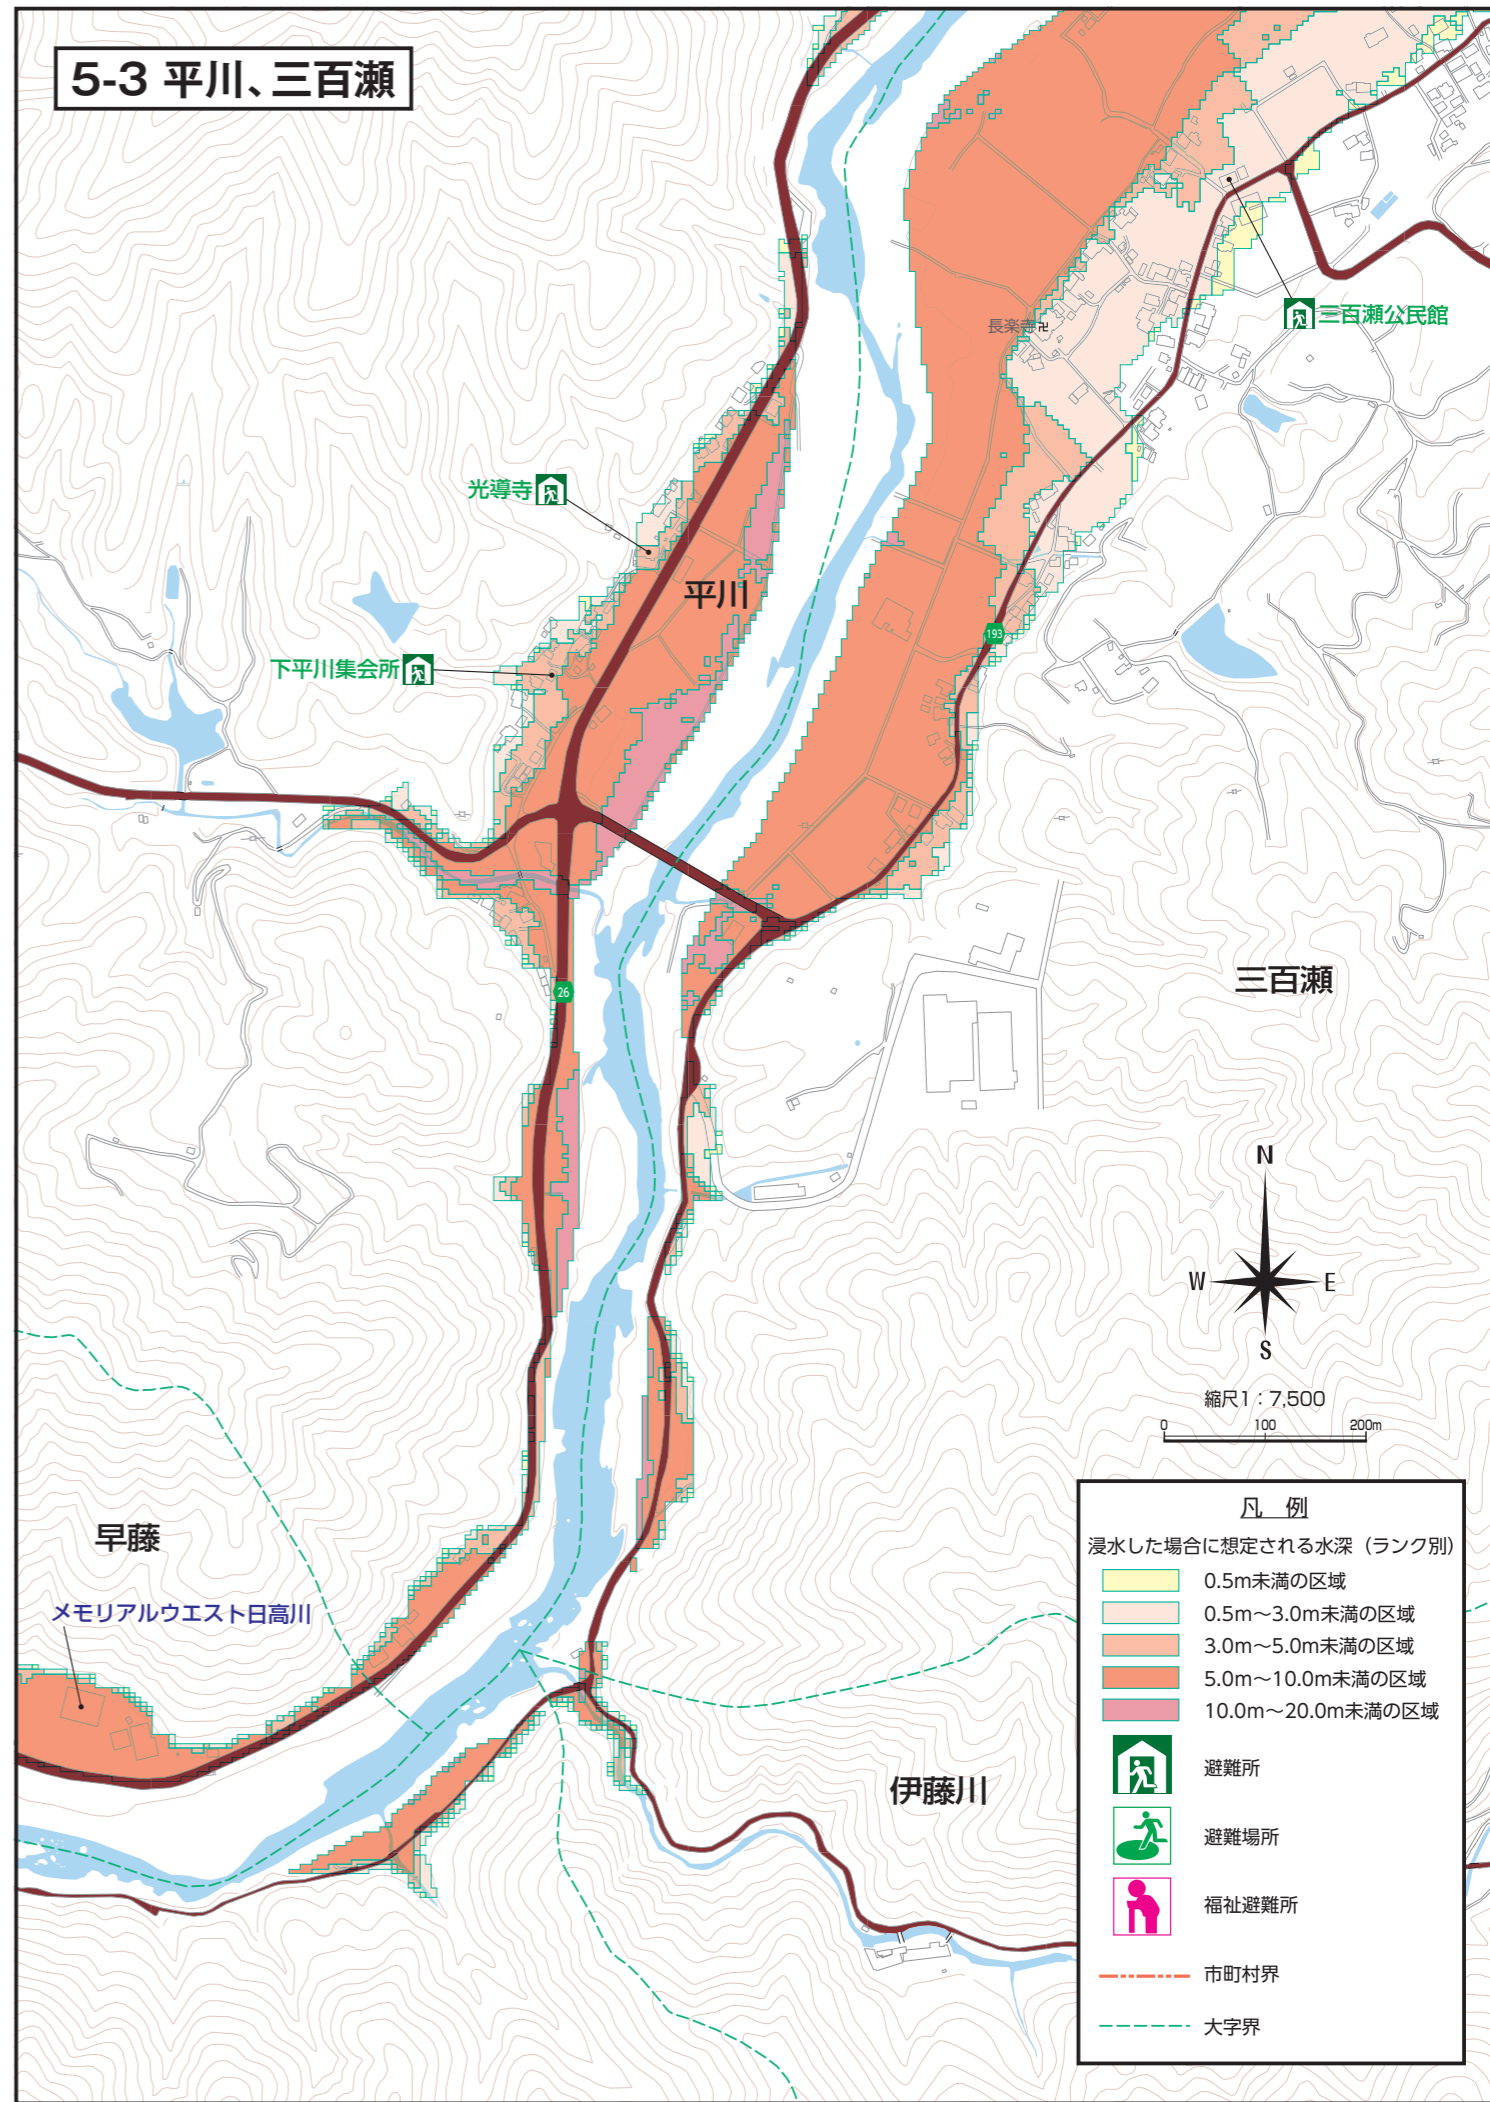 5-3 平川、三百瀬
三百瀬公民館
長楽寺
光導寺
平川
193
下平川集会所
三百瀬
26
N
W E
S
縮尺1：7,500
0 100 200m
早藤
メモリアルウエスト日高川
伊藤川
凡 例
浸水した場合に想定される水深（ランク別）
0.5m未満の区域
0.5m～3.0m未満の区域
3.0m～5.0m未満の区域
5.0m～10.0m未満の区域
10.0m～20.0m未満の区域
避難所
避難場所
福祉避難所
市町村界
大字界